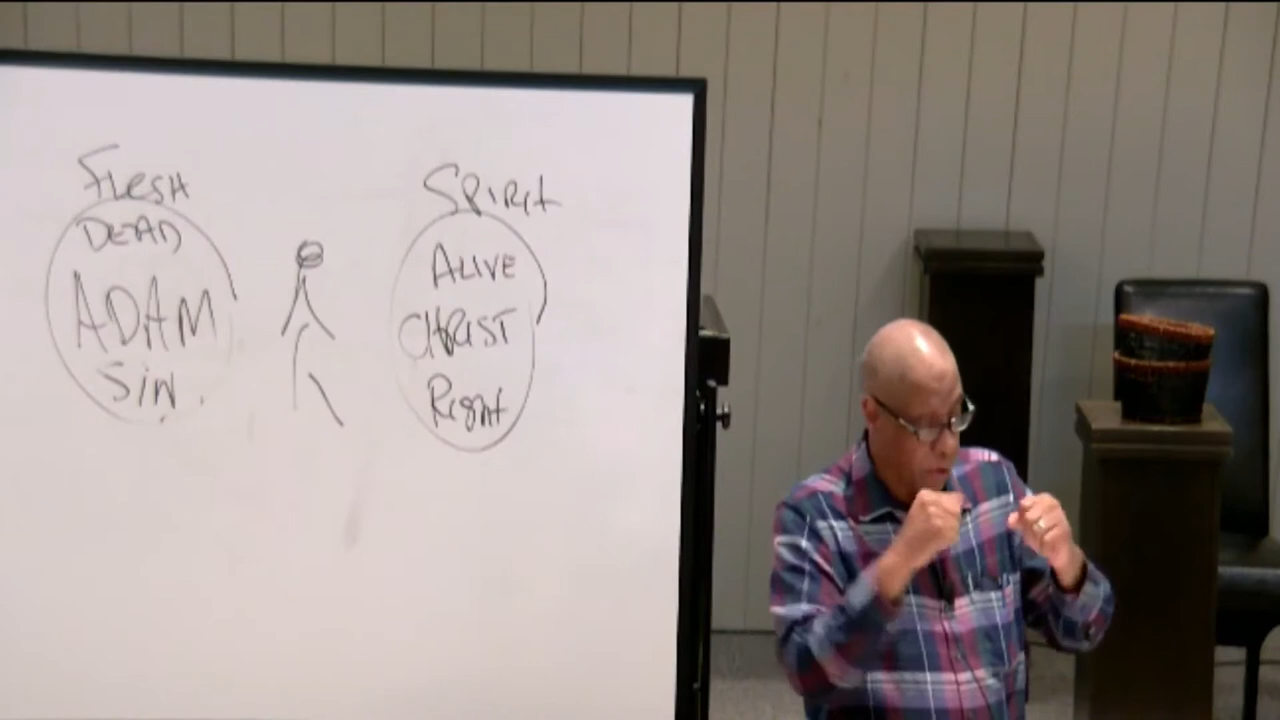 FLESH
DEAD
ADAM
SiN.
SPiRit
ALIVE
CHRIST
Right